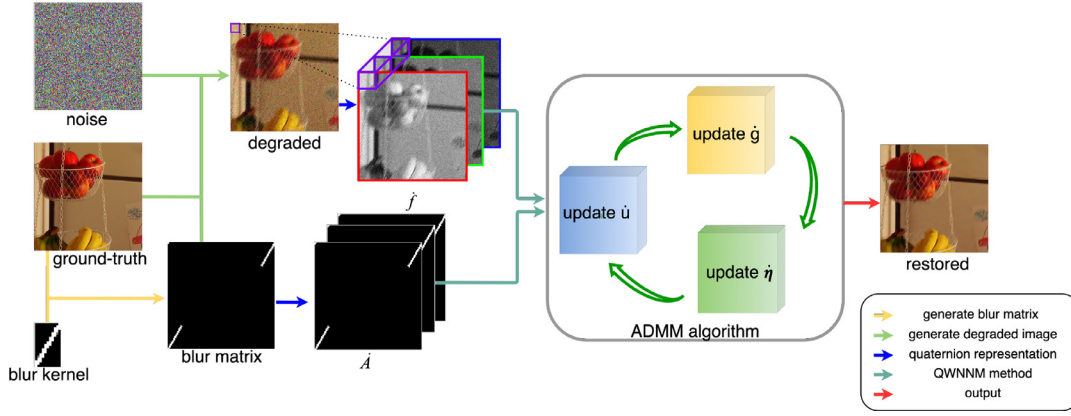 noise
degraded
ḟ
ground-truth
blur kernel
blur matrix
Ȧ
update ġ
update u̇
update η̇
ADMM algorithm
restored
generate blur matrix
generate degraded image
quaternion representation
QWNNM method
output